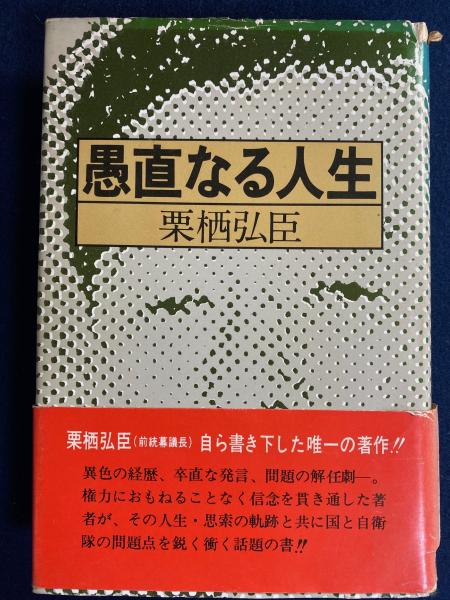 愚直なる人生
栗栖弘臣
栗栖弘臣(前統幕議長)自ら書き下した唯一の著作!!
異色の経歴、卒直な発言、問題の解任劇―。
権力におもねることなく信念を貫き通した著
者が、その人生・思索の軌跡と共に国と自衛
隊の問題点を鋭く衝く話題の書!!